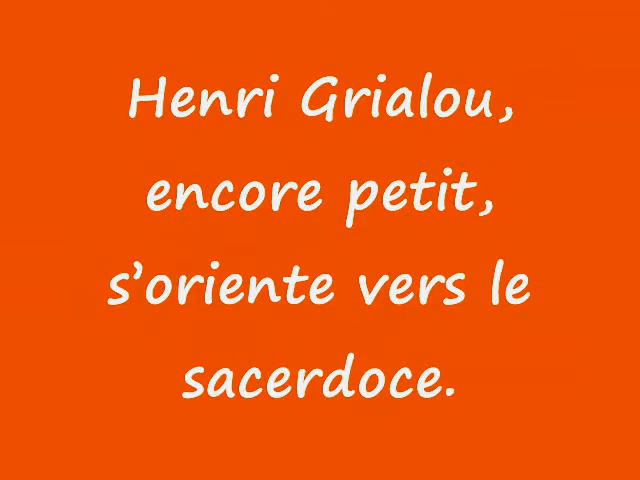 Henri Grialou,
encore petit,
s’oriente vers le
sacerdoce.